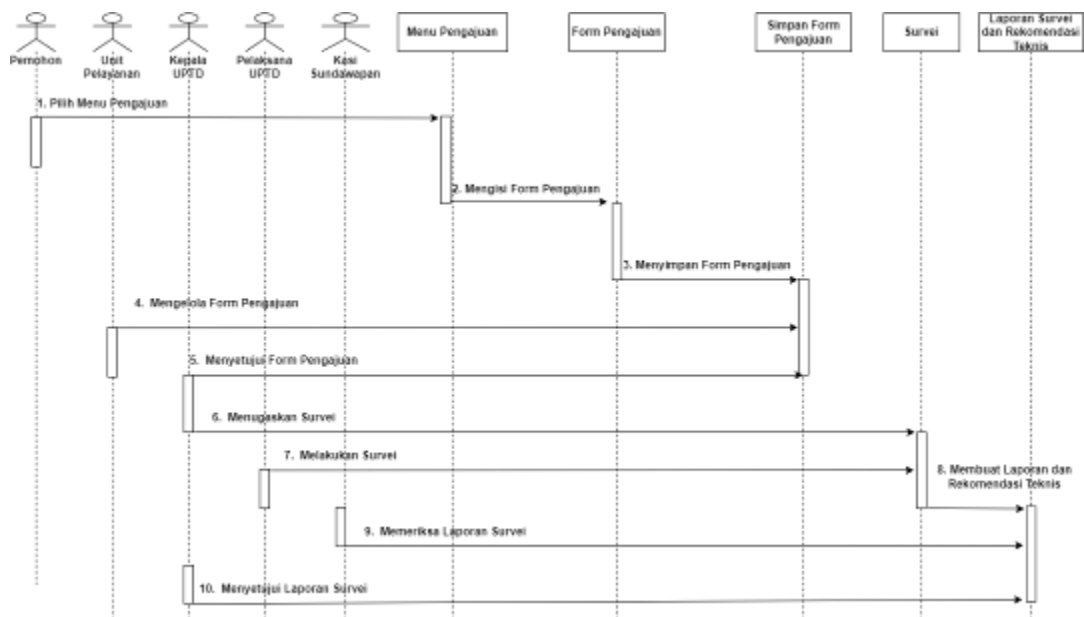 Pemohon
Unit
Pelayanan
Kepala
UPTD
Pelaksana
UPTD
Kasi
Sundawapan
Menu Pengajuan
Form Pengajuan
Simpan Form
Pengajuan
Survei
Laporan Survei
dan Rekomendasi
Teknis
1. Pilih Menu Pengajuan
2. Mengisi Form Pengajuan
3. Menyimpan Form Pengajuan
4. Mengelola Form Pengajuan
5. Menyetujui Form Pengajuan
6. Menugaskan Survei
7. Melakukan Survei
8. Membuat Laporan dan
Rekomendasi Teknis
9. Memeriksa Laporan Survei
10. Menyetujui Laporan Survei